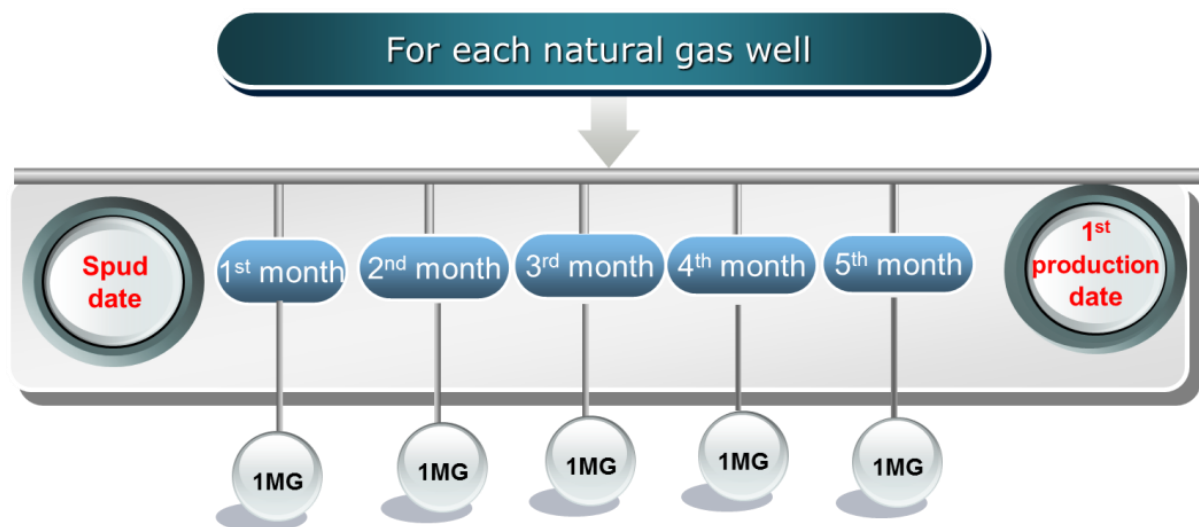 For each natural gas well
Spud
date
1st month
2nd month
3rd month
4th month
5th month
1st
production
date
1MG
1MG
1MG
1MG
1MG